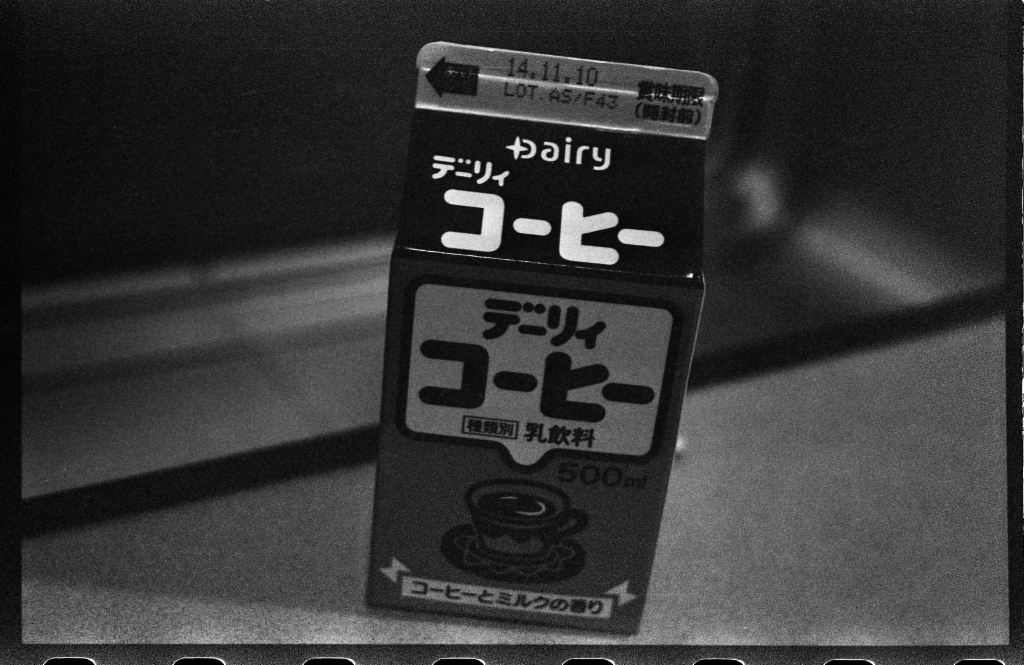 14.11.10
LOT.A5/F43
賞味期限
(開封前)
Dairy
デーリィ
コーヒー
デーリィ
コーヒー
種類別 乳飲料
500ml
コーヒーとミルクの香り